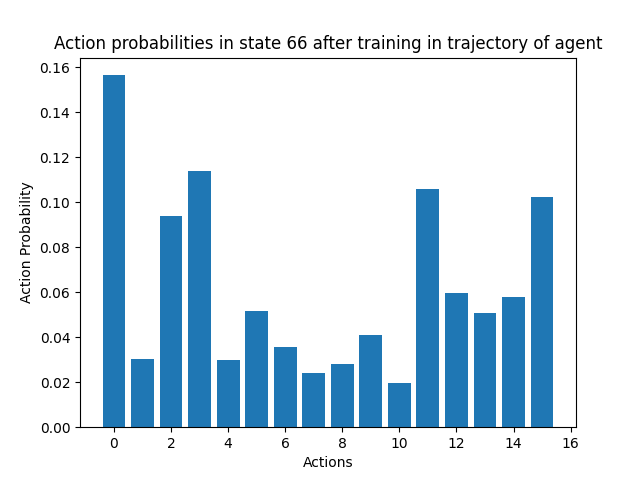 Action probabilities in state 66 after training in trajectory of agent
0.16
0.14
0.12
0.10
0.08
0.06
0.04
0.02
0.00
Action Probability
0 2 4 6 8 10 12 14 16
Actions